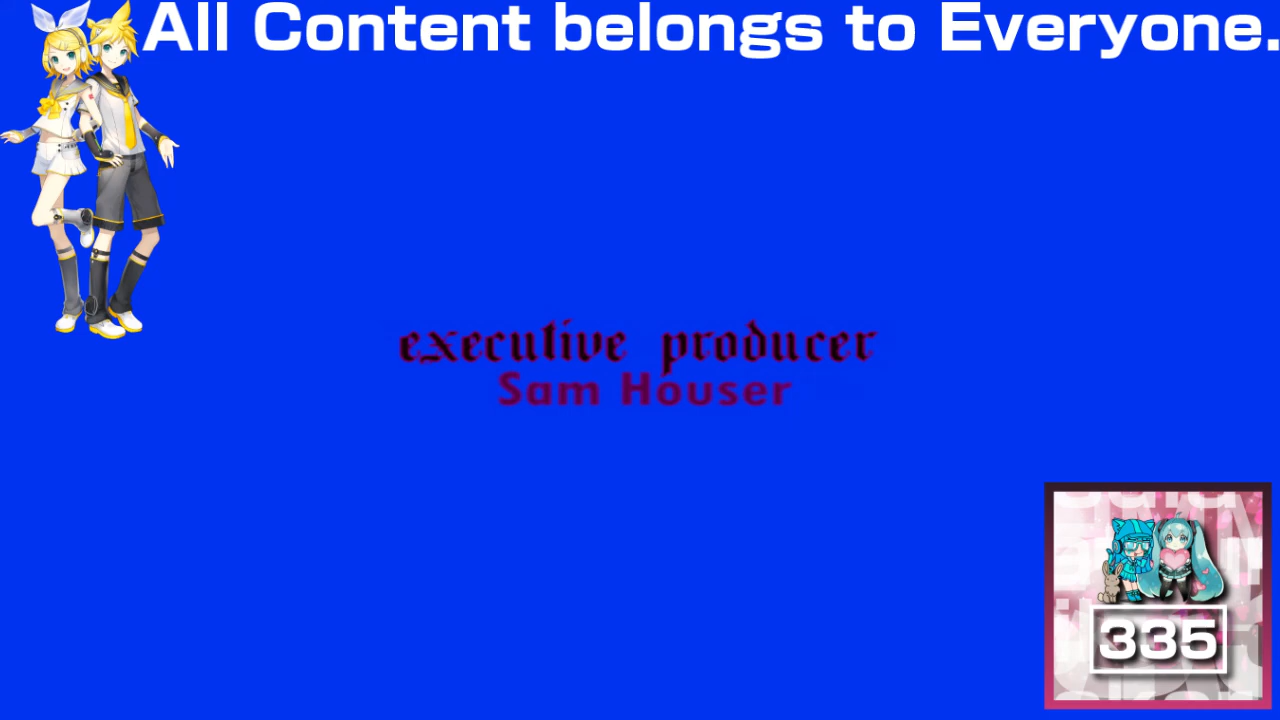 All Content belongs to Everyone.
executive producer
Sam Houser
335